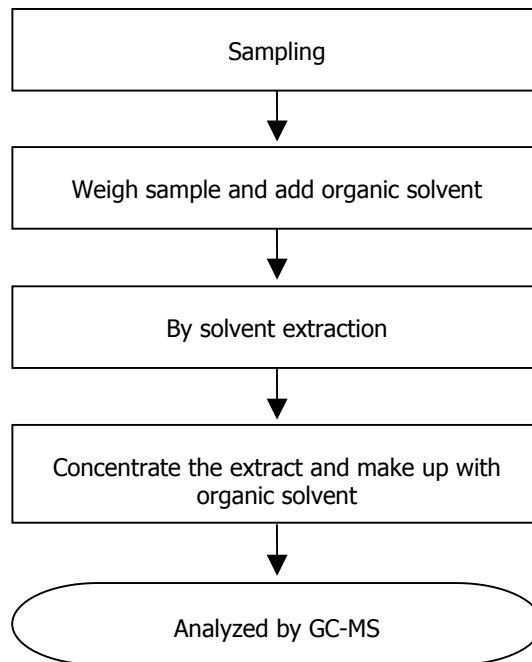 Sampling
Weigh sample and add organic solvent
By solvent extraction
Concentrate the extract and make up with
organic solvent
Analyzed by GC-MS